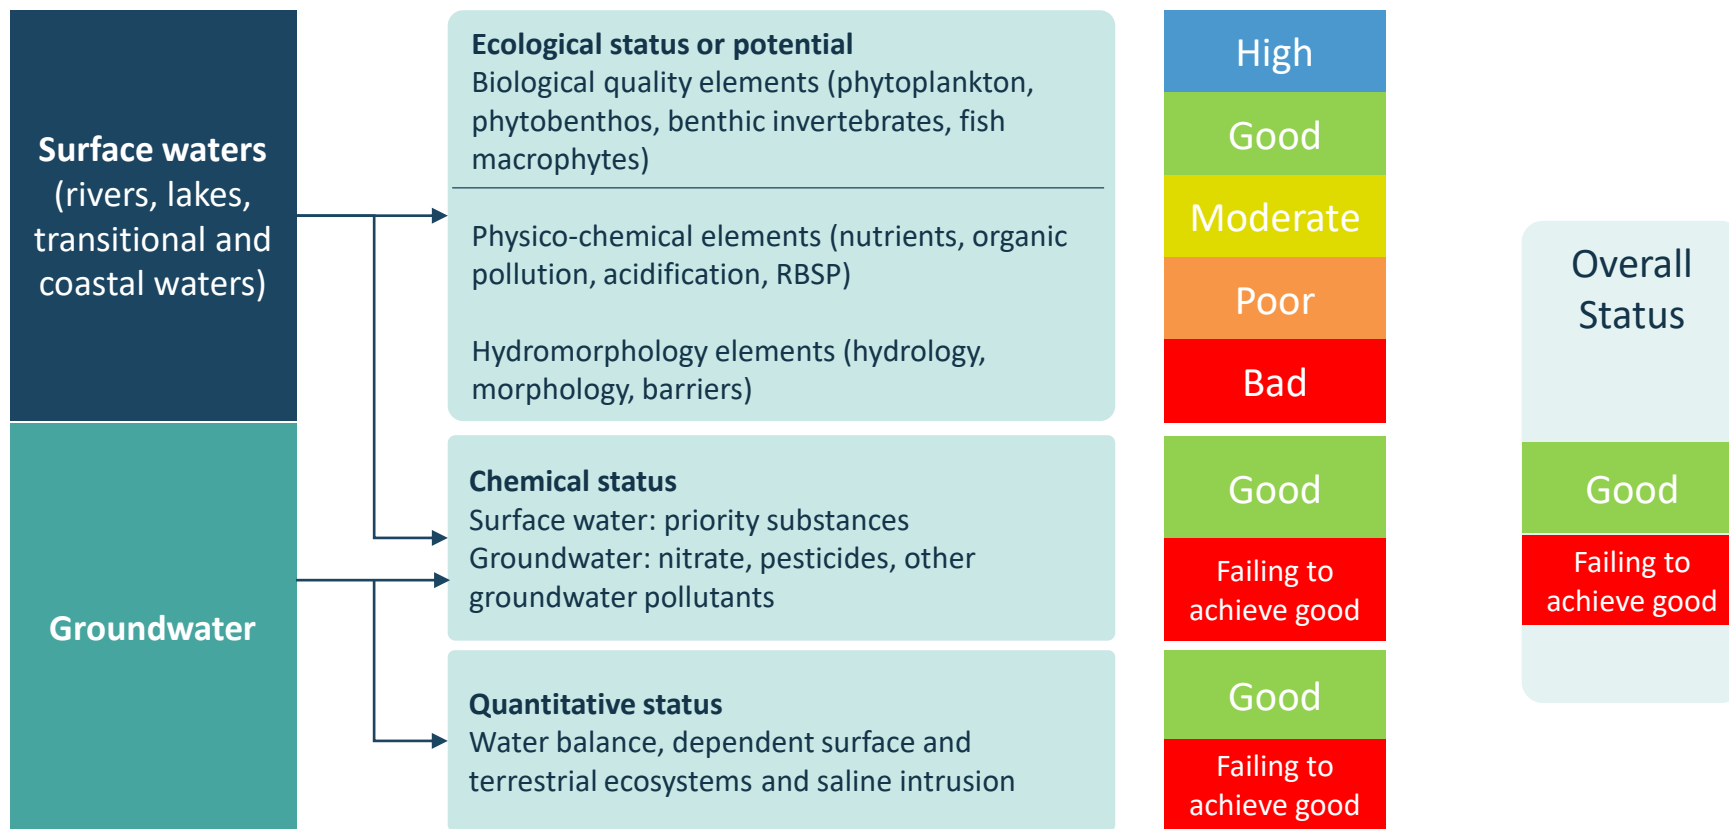 Surface waters
(rivers, lakes,
transitional and
coastal waters)
Groundwater
Ecological status or potential
Biological quality elements (phytoplankton,
phytobenthos, benthic invertebrates, fish
macrophytes)
Physico-chemical elements (nutrients, organic
pollution, acidification, RBSP)
Hydromorphology elements (hydrology,
morphology, barriers)
Chemical status
Surface water: priority substances
Groundwater: nitrate, pesticides, other
groundwater pollutants
Quantitative status
Water balance, dependent surface and
terrestrial ecosystems and saline intrusion
High
Good
Moderate
Poor
Bad
Good
Failing to
achieve good
Good
Failing to
achieve good
Overall
Status
Good
Failing to
achieve good